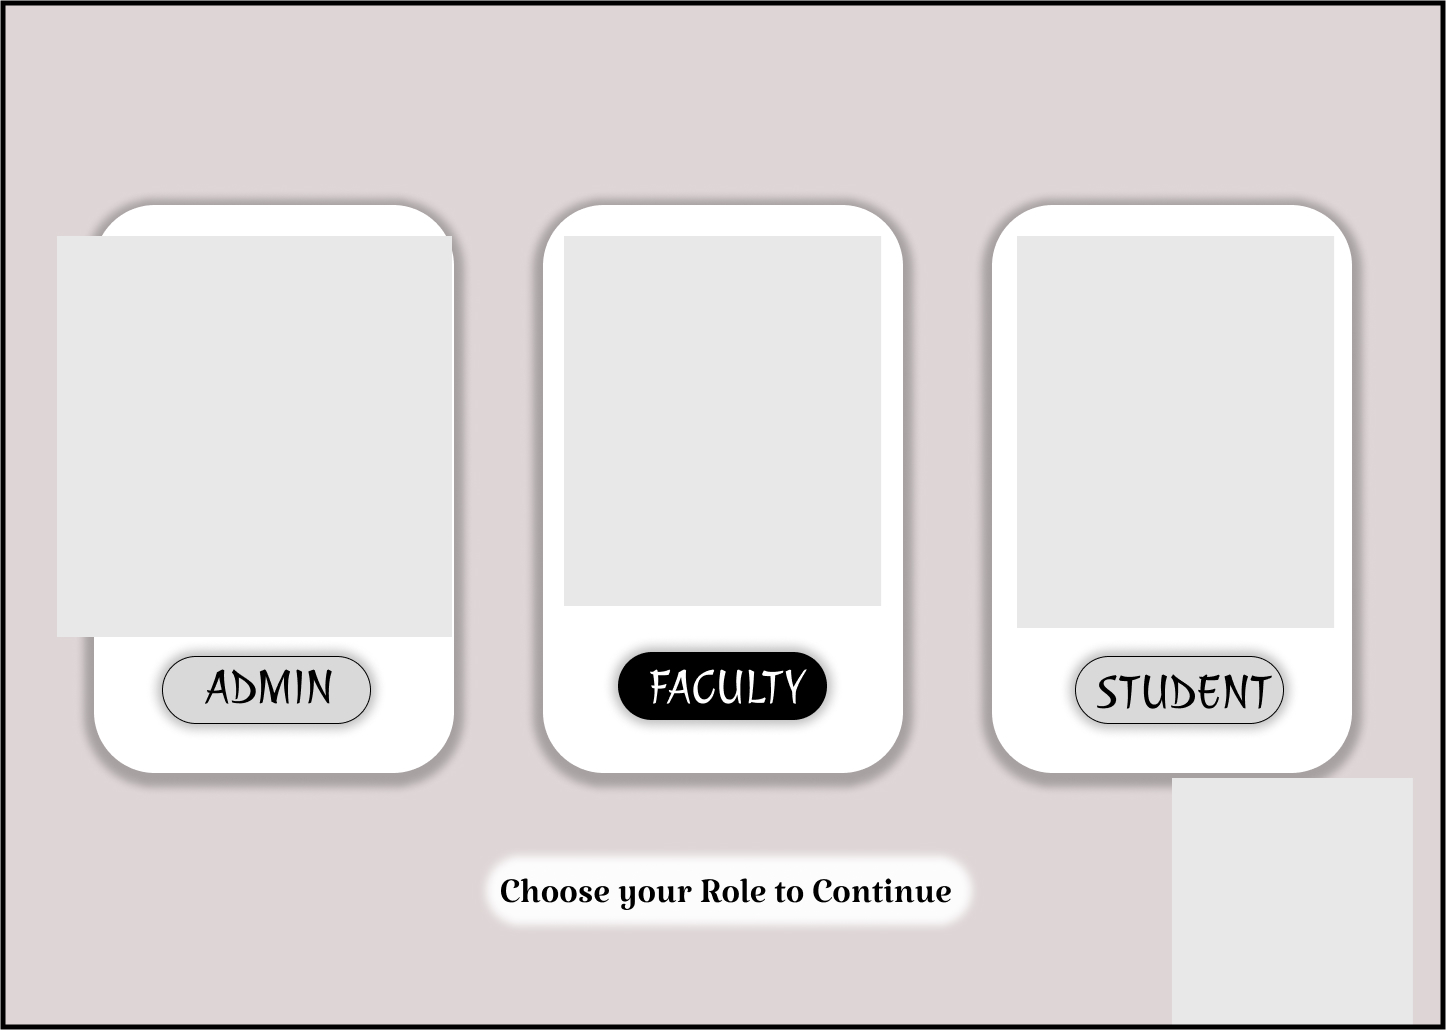 ADMIN
FACULTY
STUDENT
Choose your Role to Continue